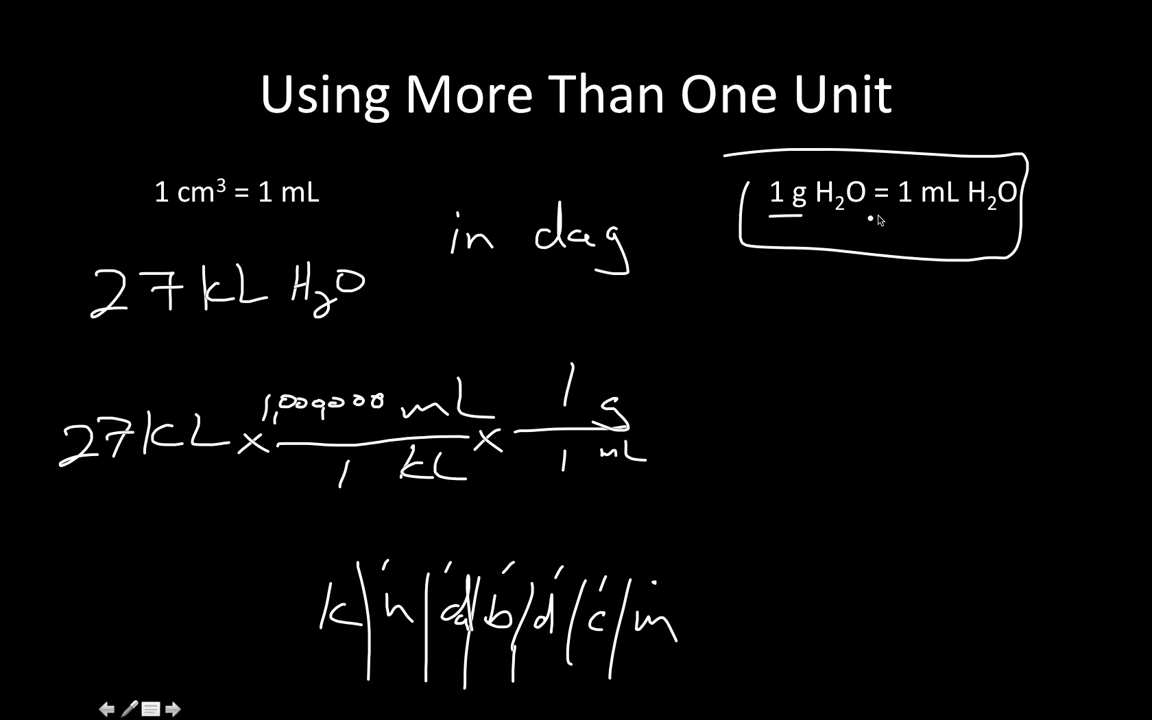 Using More Than One Unit
1 cm³ = 1 mL
1 g H₂O = 1 mL H₂O
in dag
27 kL H₂O
27 kL × 1,000,000 mL / 1 kL × 1 g / 1 mL
k | h | da | b | d | c | m